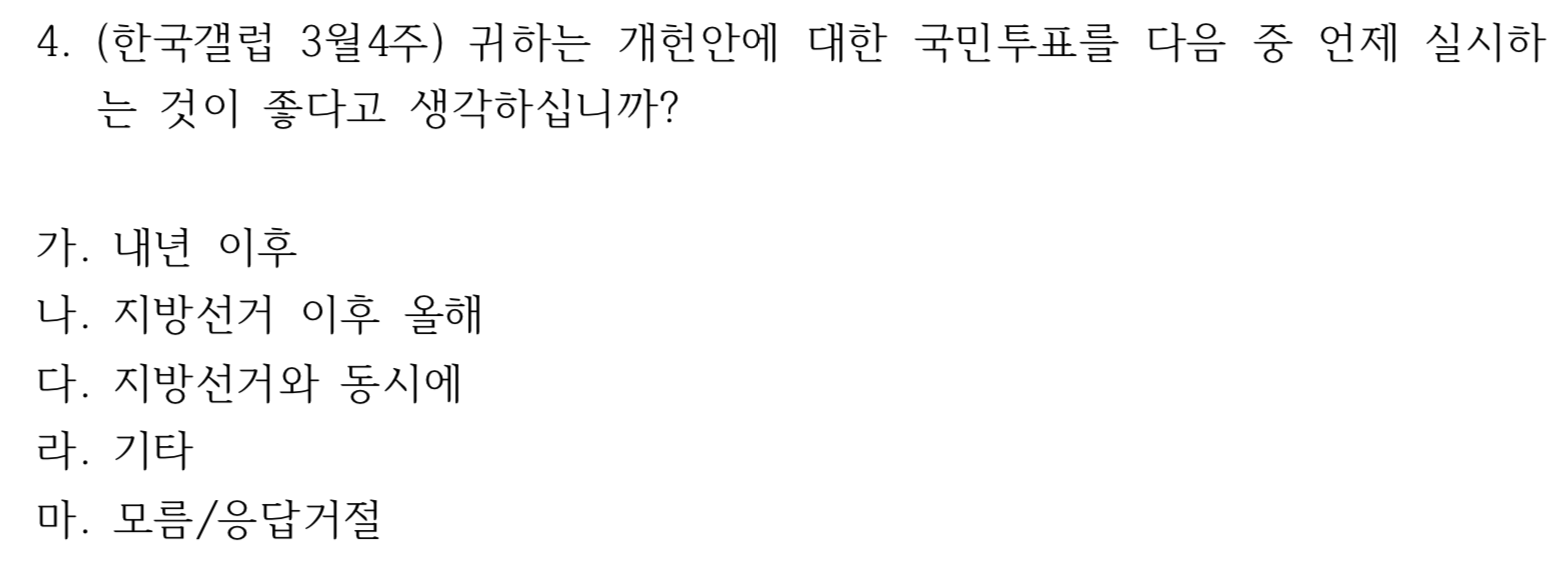 4. (한국갤럽 3월4주) 귀하는 개헌안에 대한 국민투표를 다음 중 언제 실시하
는 것이 좋다고 생각하십니까?
가. 내년 이후
나. 지방선거 이후 올해
다. 지방선거와 동시에
라. 기타
마. 모름/응답거절